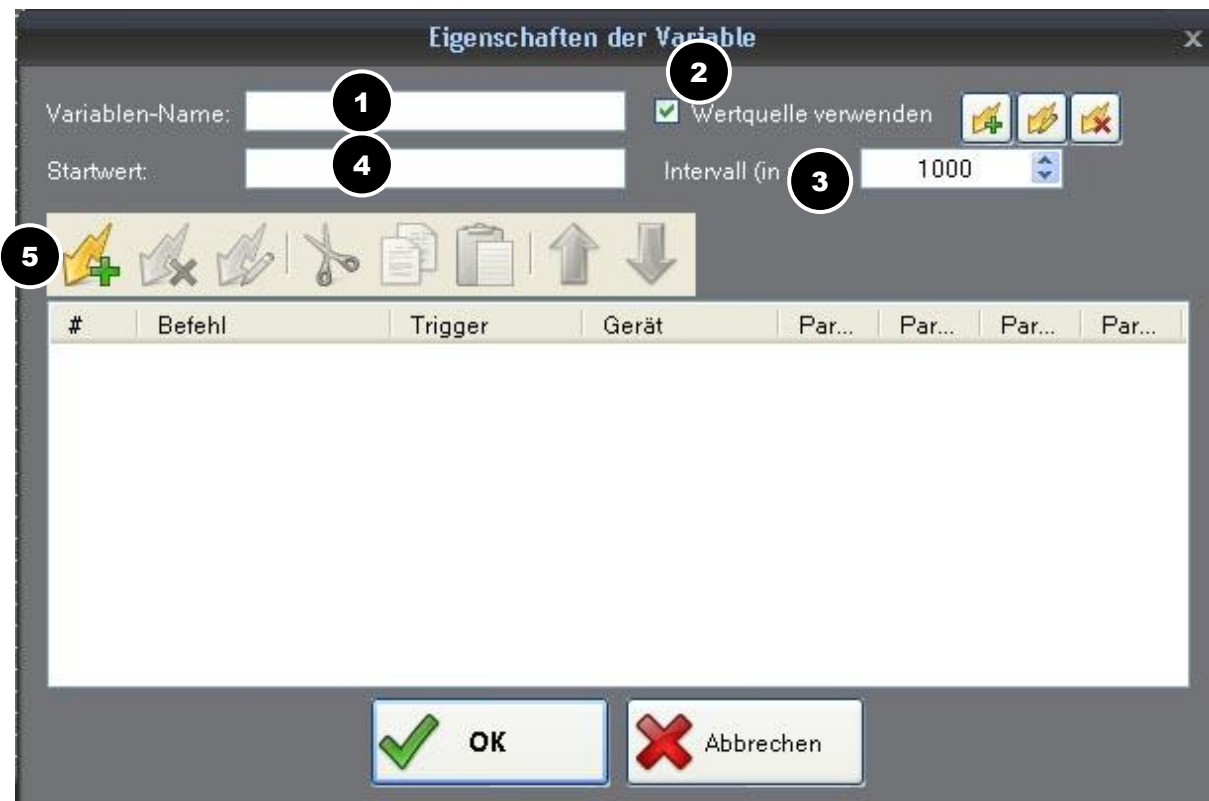 Eigenschaften der Variable
x
2
Variablen-Name: 1
Wertquelle verwenden
Startwert: 4
Intervall (in 3 1000
5
# Befehl Trigger Gerät Par... Par... Par... Par...
OK Abbrechen